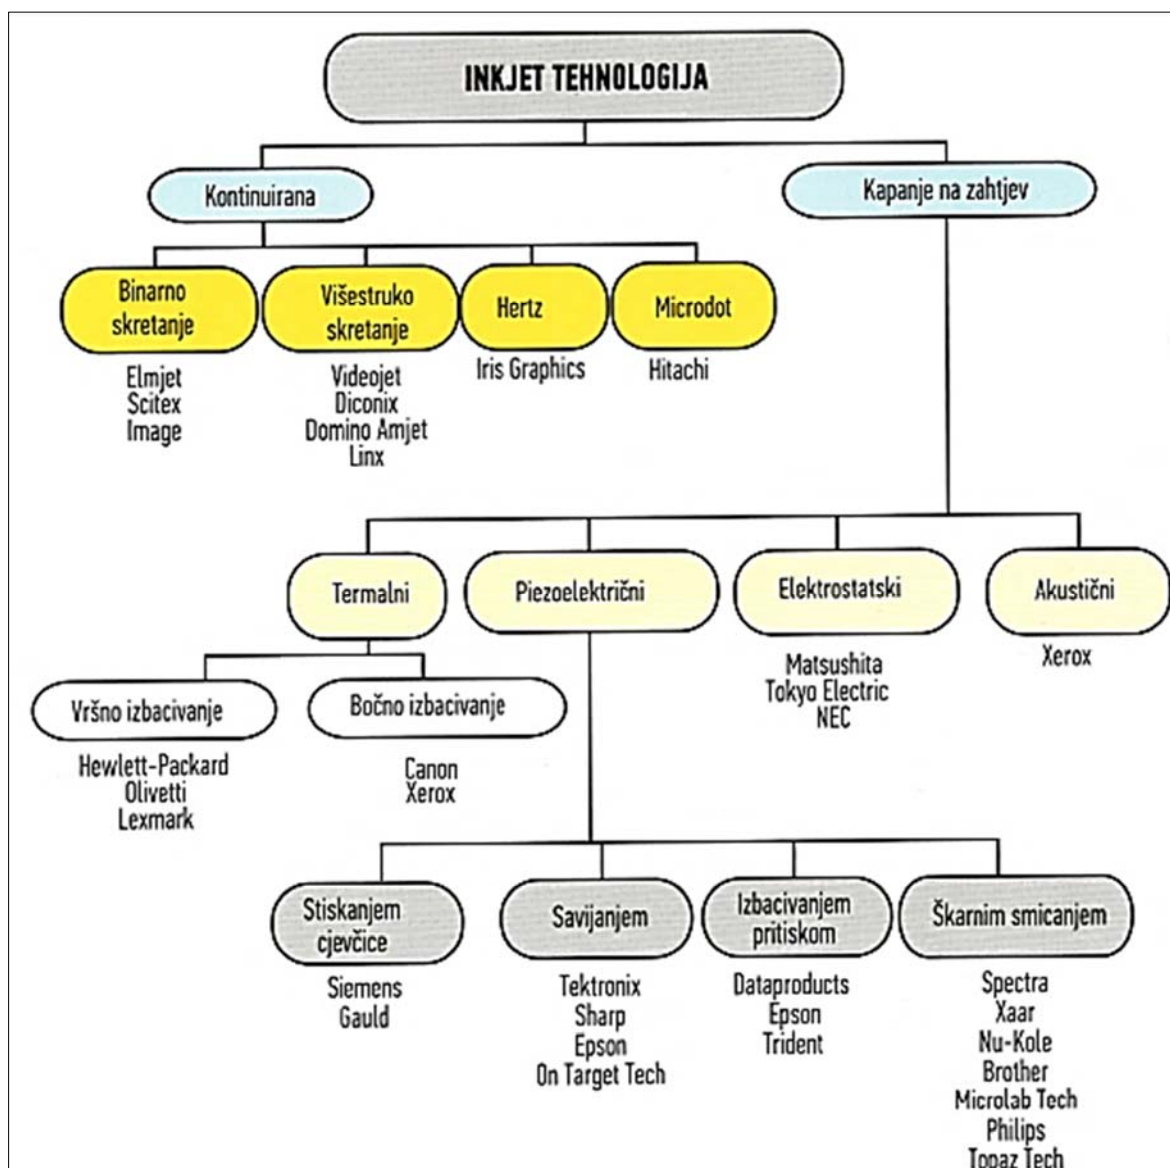 INKJET TEHNOLOGIJA
Kontinuirana
Kapanje na zahtjev
Binarno
skretanje
Višestruko
skretanje
Hertz
Microdot
Elmjet
Scitex
Image
Videojet
Diconix
Domino Amjet
Linx
Iris Graphics
Hitachi
Termalni
Piezoelektrični
Elektrostatski
Akustični
Matsushita
Tokyo Electric
NEC
Xerox
Vršno izbacivanje
Bočno izbacivanje
Hewlett-Packard
Olivetti
Lexmark
Canon
Xerox
Stiskanjem
cjevčice
Savijanjem
Izbacivanjem
pritiskom
Škarnim smicanjem
Siemens
Gauld
Tektronix
Sharp
Epson
On Target Tech
Dataproducts
Epson
Trident
Spectra
Xaar
Nu-Kole
Brother
Microlab Tech
Philips
Topaz Tech